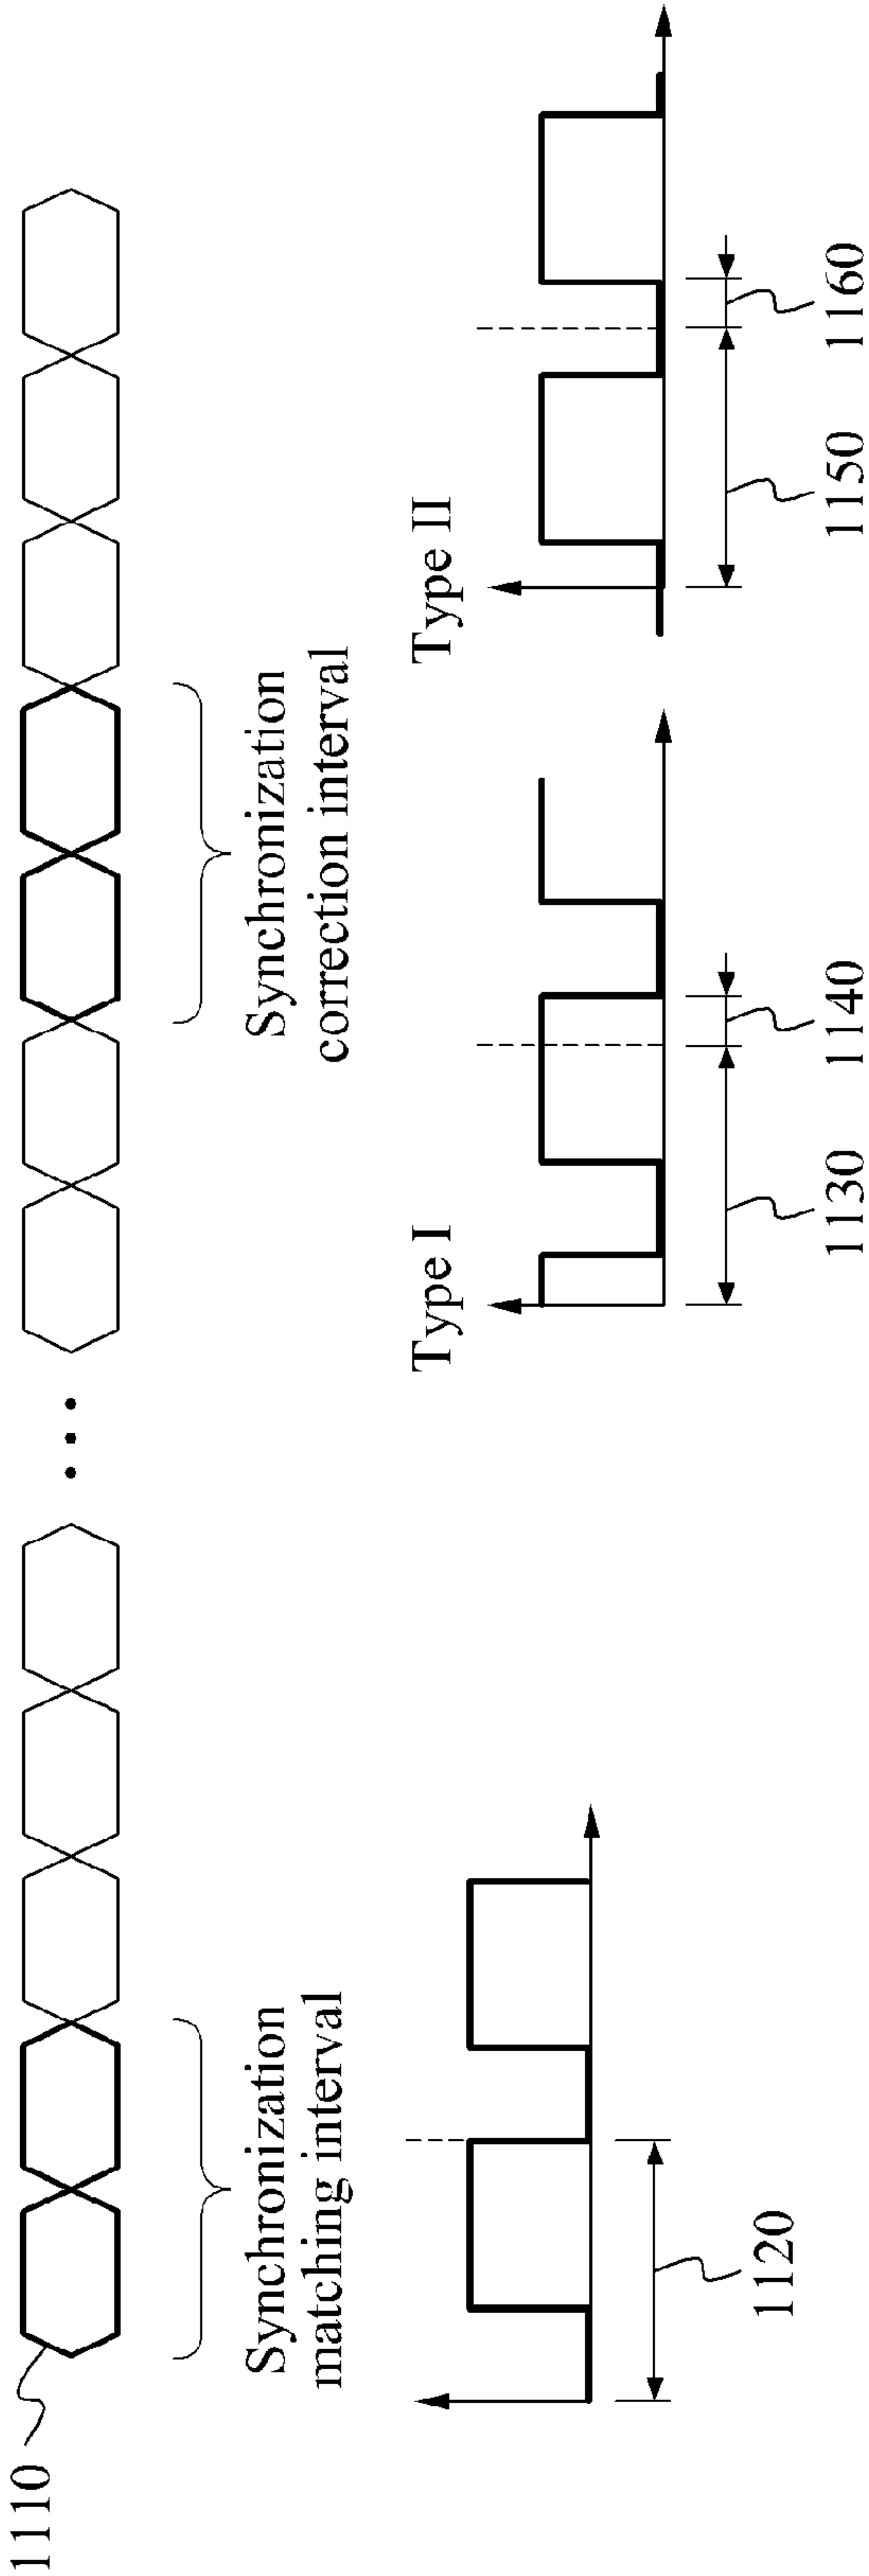 1110
Synchronization
matching interval
Synchronization
correction interval
1120
Type I
1130
1140
Type II
1150
1160